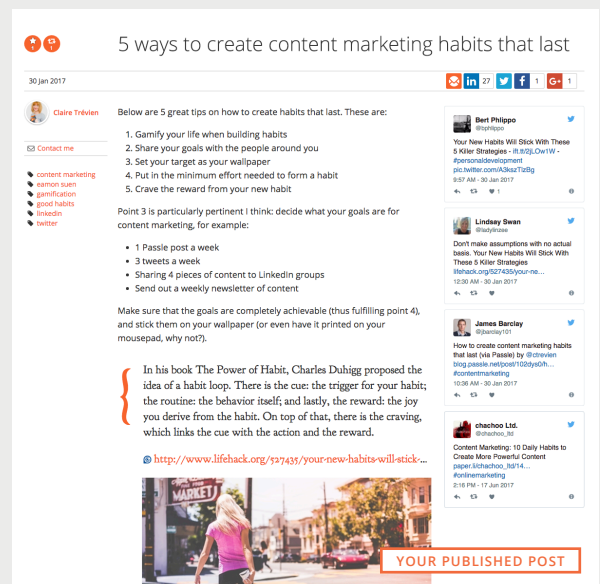 5 ways to create content marketing habits that last
30 Jan 2017
27
1
1
Claire Trévien
Contact me
content marketing
eamon suen
gamification
good habits
linkedin
twitter
Below are 5 great tips on how to create habits that last. These are:
1. Gamify your life when building habits
2. Share your goals with the people around you
3. Set your target as your wallpaper
4. Put in the minimum effort needed to form a habit
5. Crave the reward from your new habit
Point 3 is particularly pertinent I think: decide what your goals are for
content marketing, for example:
• 1 Passle post a week
• 3 tweets a week
• Sharing 4 pieces of content to LinkedIn groups
• Send out a weekly newsletter of content
Make sure that the goals are completely achievable (thus fulfilling point 4),
and stick them on your wallpaper (or even have it printed on your
mousepad, why not?).
In his book The Power of Habit, Charles Duhigg proposed the
idea of a habit loop. There is the cue: the trigger for your habit;
the routine: the behavior itself; and lastly, the reward: the joy
you derive from the habit. On top of that, there is the craving,
which links the cue with the action and the reward.
http://www.lifehack.org/527435/your-new-habits-will-stick-...
MARKET
Bert Phlippo
@bphlippo
Your New Habits Will Stick With These
5 Killer Strategies - ift.tt/2jLOw1W -
#personaldevelopment
pic.twitter.com/A3kszTlzBg
9:57 AM - 30 Jan 2017
1
Lindsay Swan
@ladylinzee
Don't make assumptions with no actual
basis. Your New Habits Will Stick With
These 5 Killer Strategies
lifehack.org/527435/your-ne...
12:30 AM - 30 Jan 2017
James Barclay
@jbarclay101
How to create content marketing habits
that last (via Passle) by @ctrevien
blog.passle.net/post/102dys0/h...
#contentmarketing
10:36 AM - 30 Jan 2017
chachoo Ltd.
@chachoo_ltd
Content Marketing: 10 Daily Habits to
Create More Powerful Content
paper.li/chachoo_ltd/14...
#onlinemarketing
2:16 PM - 17 Jun 2017
YOUR PUBLISHED POST